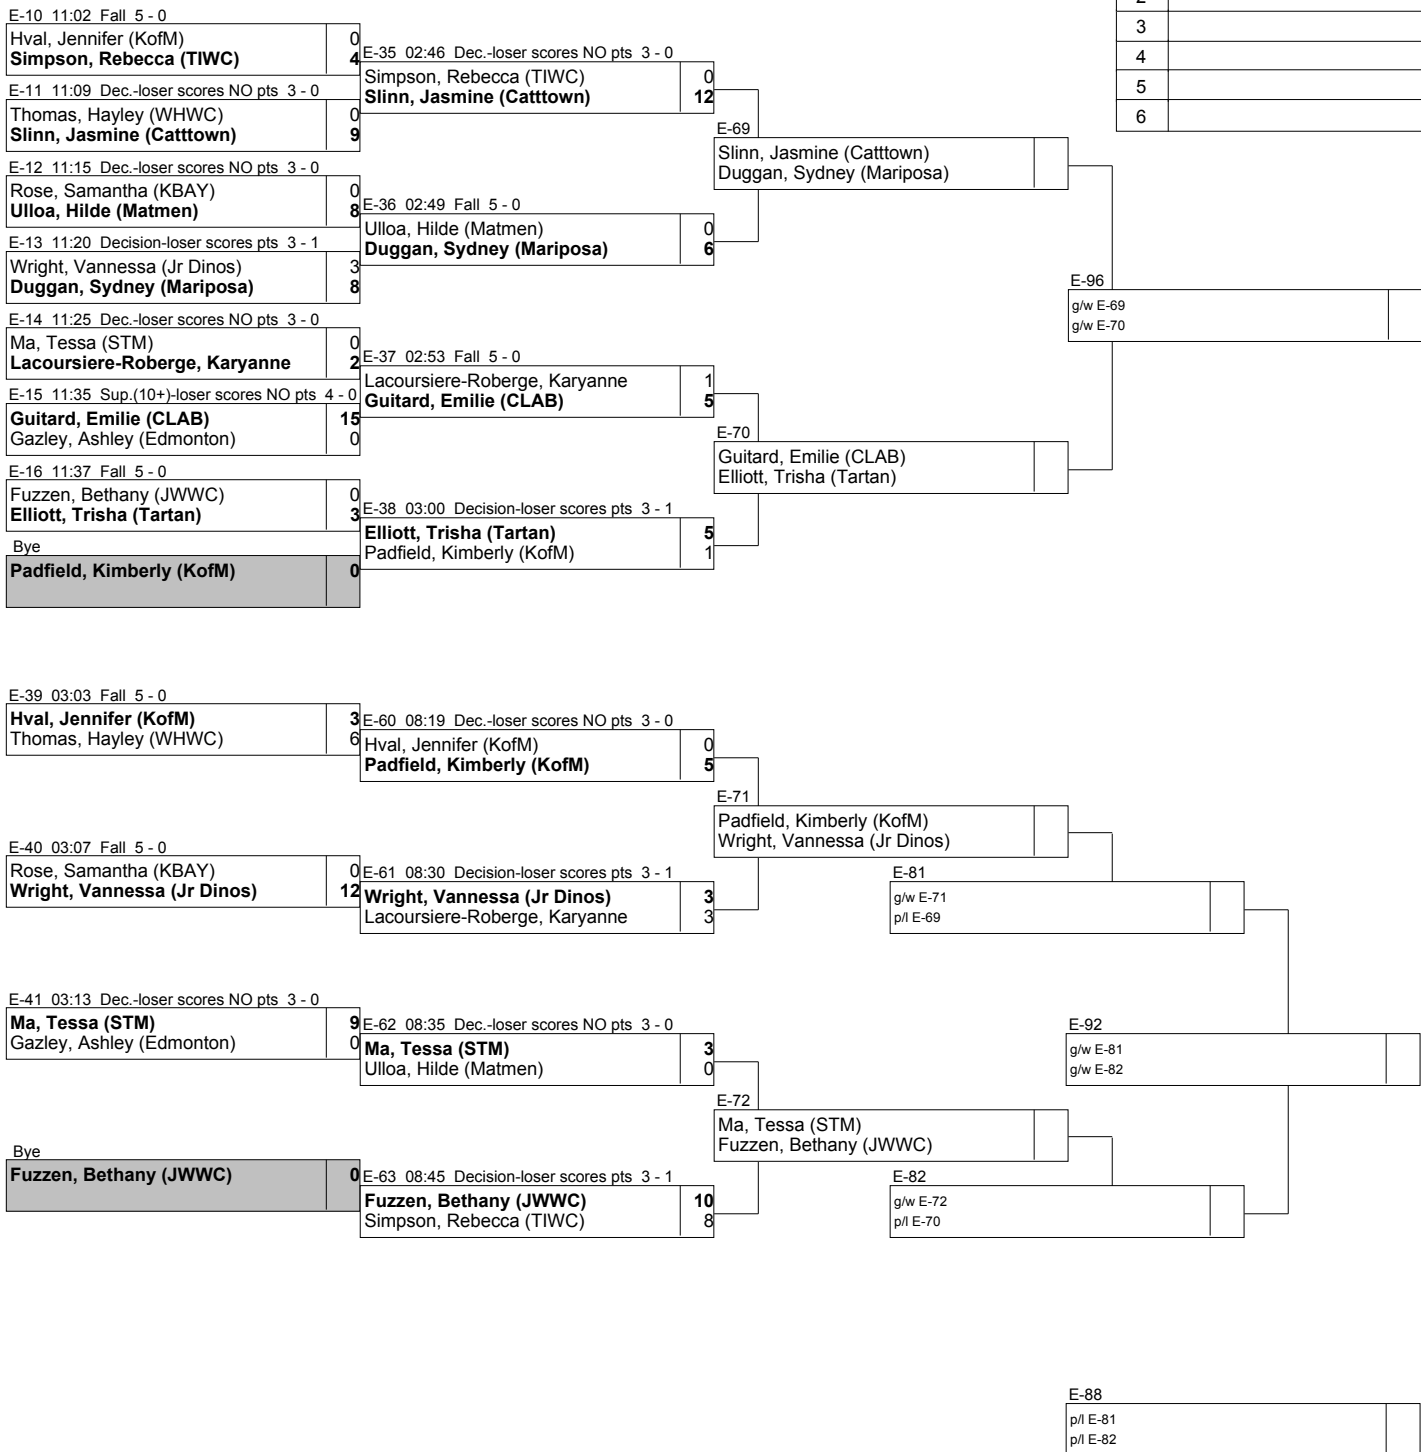 2
3
4
5
6
E-10 11:02 Fall 5 - 0
Hval, Jennifer (KofM) 0
Simpson, Rebecca (TIWC) 4
E-11 11:09 Dec.-loser scores NO pts 3 - 0
Thomas, Hayley (WHWC) 0
Slinn, Jasmine (Catttown) 9
E-12 11:15 Dec.-loser scores NO pts 3 - 0
Rose, Samantha (KBAY) 0
Ulloa, Hilde (Matmen) 8
E-13 11:20 Decision-loser scores pts 3 - 1
Wright, Vannessa (Jr Dinos) 3
Duggan, Sydney (Mariposa) 8
E-14 11:25 Dec.-loser scores NO pts 3 - 0
Ma, Tessa (STM) 0
Lacoursiere-Roberge, Karyanne 2
E-15 11:35 Sup.(10+)-loser scores NO pts 4 - 0
Guitard, Emilie (CLAB) 15
Gazley, Ashley (Edmonton) 0
E-16 11:37 Fall 5 - 0
Fuzzen, Bethany (JWWC) 0
Elliott, Trisha (Tartan) 3
Bye
Padfield, Kimberly (KofM) 0
E-35 02:46 Dec.-loser scores NO pts 3 - 0
Simpson, Rebecca (TIWC) 0
Slinn, Jasmine (Catttown) 12
E-36 02:49 Fall 5 - 0
Ulloa, Hilde (Matmen) 0
Duggan, Sydney (Mariposa) 6
E-37 02:53 Fall 5 - 0
Lacoursiere-Roberge, Karyanne 1
Guitard, Emilie (CLAB) 5
E-38 03:00 Decision-loser scores pts 3 - 1
Elliott, Trisha (Tartan) 5
Padfield, Kimberly (KofM) 1
E-69
Slinn, Jasmine (Catttown)
Duggan, Sydney (Mariposa)
E-70
Guitard, Emilie (CLAB)
Elliott, Trisha (Tartan)
E-96
g/w E-69
g/w E-70
E-39 03:03 Fall 5 - 0
Hval, Jennifer (KofM) 3
Thomas, Hayley (WHWC) 6
E-40 03:07 Fall 5 - 0
Rose, Samantha (KBAY) 0
Wright, Vannessa (Jr Dinos) 12
E-41 03:13 Dec.-loser scores NO pts 3 - 0
Ma, Tessa (STM) 9
Gazley, Ashley (Edmonton) 0
Bye
Fuzzen, Bethany (JWWC) 0
E-60 08:19 Dec.-loser scores NO pts 3 - 0
Hval, Jennifer (KofM) 0
Padfield, Kimberly (KofM) 5
E-61 08:30 Decision-loser scores pts 3 - 1
Wright, Vannessa (Jr Dinos) 3
Lacoursiere-Roberge, Karyanne 3
E-62 08:35 Dec.-loser scores NO pts 3 - 0
Ma, Tessa (STM) 3
Ulloa, Hilde (Matmen) 0
E-63 08:45 Decision-loser scores pts 3 - 1
Fuzzen, Bethany (JWWC) 10
Simpson, Rebecca (TIWC) 8
E-71
Padfield, Kimberly (KofM)
Wright, Vannessa (Jr Dinos)
E-72
Ma, Tessa (STM)
Fuzzen, Bethany (JWWC)
E-81
g/w E-71
p/l E-69
E-82
g/w E-72
p/l E-70
E-92
g/w E-81
g/w E-82
E-88
p/l E-81
p/l E-82